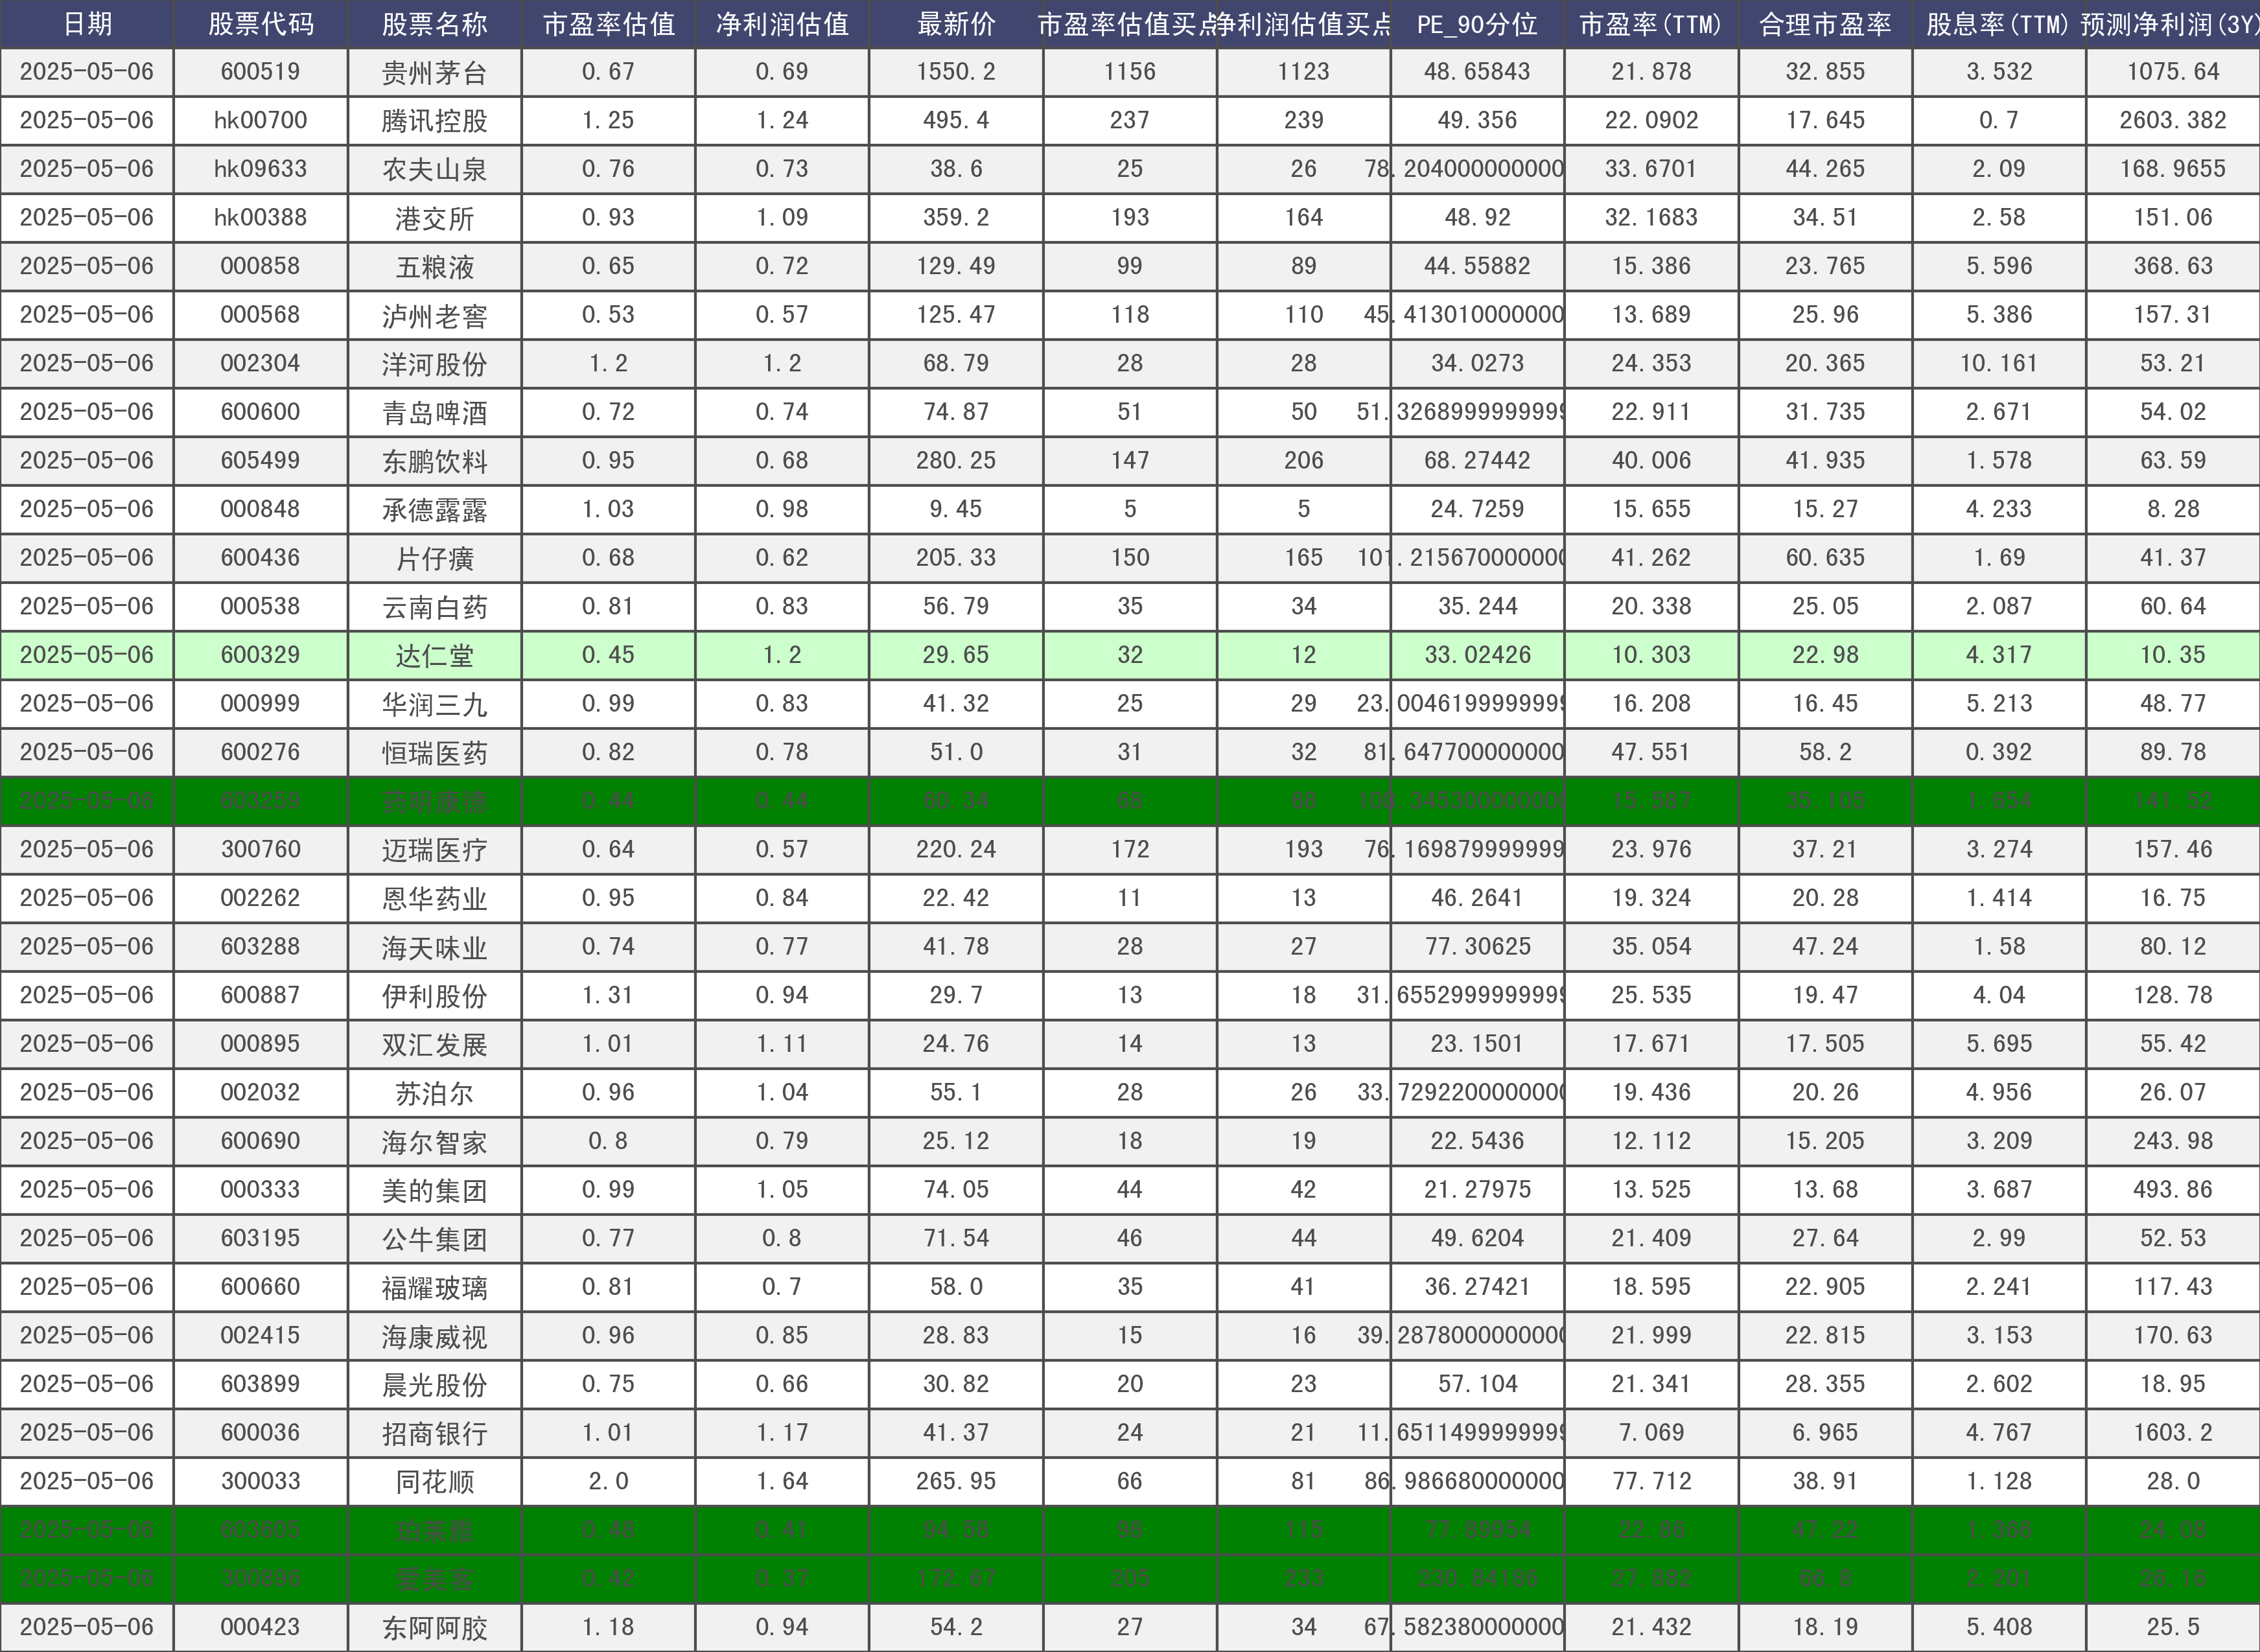 日期 股票代码 股票名称 市盈率估值 净利润估值 最新价 市盈率估值买点 净利润估值买点 PE_90分位 市盈率(TTM) 合理市盈率 股息率(TTM) 预测净利润(3Y)
2025-05-06 600519 贵州茅台 0.67 0.69 1550.2 1156 1123 48.65843 21.878 32.855 3.532 1075.64
2025-05-06 hk00700 腾讯控股 1.25 1.24 495.4 237 239 49.356 22.0902 17.645 0.7 2603.382
2025-05-06 hk09633 农夫山泉 0.76 0.73 38.6 25 26 78.204000000000 33.6701 44.265 2.09 168.9655
2025-05-06 hk00388 港交所 0.93 1.09 359.2 193 164 48.92 32.1683 34.51 2.58 151.06
2025-05-06 000858 五粮液 0.65 0.72 129.49 99 89 44.55882 15.386 23.765 5.596 368.63
2025-05-06 000568 泸州老窖 0.53 0.57 125.47 118 110 45.413010000000 13.689 25.96 5.386 157.31
2025-05-06 002304 洋河股份 1.2 1.2 68.79 28 28 34.0273 24.353 20.365 10.161 53.21
2025-05-06 600600 青岛啤酒 0.72 0.74 74.87 51 50 51.3268999999999 22.911 31.735 2.671 54.02
2025-05-06 605499 东鹏饮料 0.95 0.68 280.25 147 206 68.27442 40.006 41.935 1.578 63.59
2025-05-06 000848 承德露露 1.03 0.98 9.45 5 5 24.7259 15.655 15.27 4.233 8.28
2025-05-06 600436 片仔癀 0.68 0.62 205.33 150 165 101.215670000000 41.262 60.635 1.69 41.37
2025-05-06 000538 云南白药 0.81 0.83 56.79 35 34 35.244 20.338 25.05 2.087 60.64
2025-05-06 600329 达仁堂 0.45 1.2 29.65 32 12 33.02426 10.303 22.98 4.317 10.35
2025-05-06 000999 华润三九 0.99 0.83 41.32 25 29 23.0046199999999 16.208 16.45 5.213 48.77
2025-05-06 600276 恒瑞医药 0.82 0.78 51.0 31 32 81.647700000000 47.551 58.2 0.392 89.78
2025-05-06 603259 药明康德 0.44 0.44 60.34 68 68 108.345300000000 15.587 35.105 1.654 141.52
2025-05-06 300760 迈瑞医疗 0.64 0.57 220.24 172 193 76.169879999999 23.976 37.21 3.274 157.46
2025-05-06 002262 恩华药业 0.95 0.84 22.42 11 13 46.2641 19.324 20.28 1.414 16.75
2025-05-06 603288 海天味业 0.74 0.77 41.78 28 27 77.30625 35.054 47.24 1.58 80.12
2025-05-06 600887 伊利股份 1.31 0.94 29.7 13 18 31.6552999999999 25.535 19.47 4.04 128.78
2025-05-06 000895 双汇发展 1.01 1.11 24.76 14 13 23.1501 17.671 17.505 5.695 55.42
2025-05-06 002032 苏泊尔 0.96 1.04 55.1 28 26 33.7292200000000 19.436 20.26 4.956 26.07
2025-05-06 600690 海尔智家 0.8 0.79 25.12 18 19 22.5436 12.112 15.205 3.209 243.98
2025-05-06 000333 美的集团 0.99 1.05 74.05 44 42 21.27975 13.525 13.68 3.687 493.86
2025-05-06 603195 公牛集团 0.77 0.8 71.54 46 44 49.6204 21.409 27.64 2.99 52.53
2025-05-06 600660 福耀玻璃 0.81 0.7 58.0 35 41 36.27421 18.595 22.905 2.241 117.43
2025-05-06 002415 海康威视 0.96 0.85 28.83 15 16 39.2878000000000 21.999 22.815 3.153 170.63
2025-05-06 603899 晨光股份 0.75 0.66 30.82 20 23 57.104 21.341 28.355 2.602 18.95
2025-05-06 600036 招商银行 1.01 1.17 41.37 24 21 11.6511499999999 7.069 6.965 4.767 1603.2
2025-05-06 300033 同花顺 2.0 1.64 265.95 66 81 86.986680000000 77.712 38.91 1.128 28.0
2025-05-06 603605 珀莱雅 0.48 0.41 94.58 98 115 77.89954 22.86 47.22 1.366 24.08
2025-05-06 300896 爱美客 0.42 0.37 172.67 205 233 230.84186 27.882 66.8 2.201 26.16
2025-05-06 000423 东阿阿胶 1.18 0.94 54.2 27 34 67.582380000000 21.432 18.19 5.408 25.5